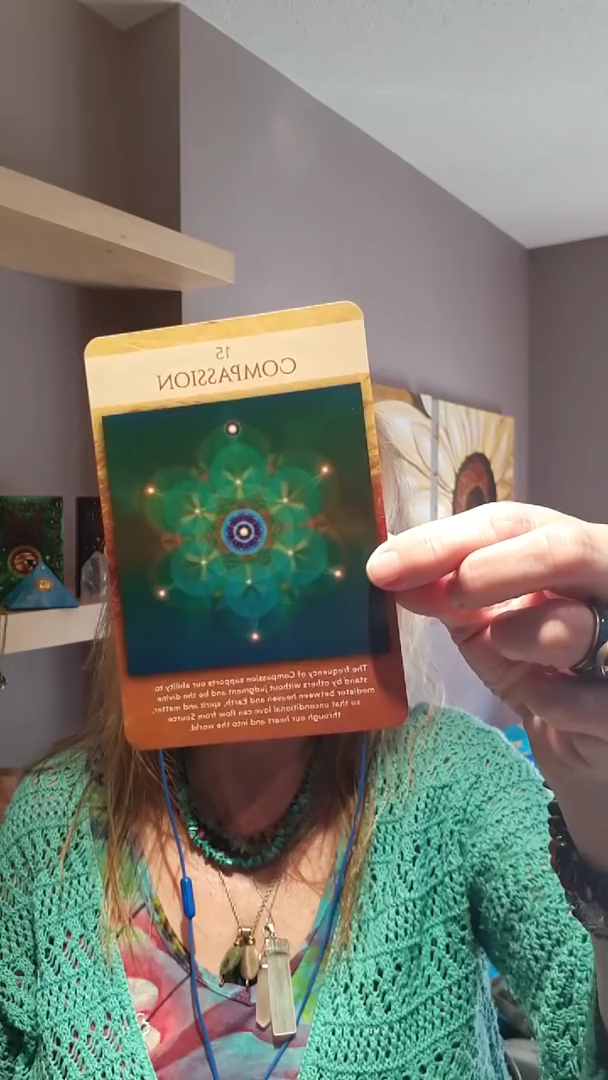 15
COMPASSION
The frequency of Compassion supports our ability to
stand by others without judgment and be the divine
mediator between heaven and Earth, spirit and matter,
so that unconditional love can flow from Source
through our heart and into the world.